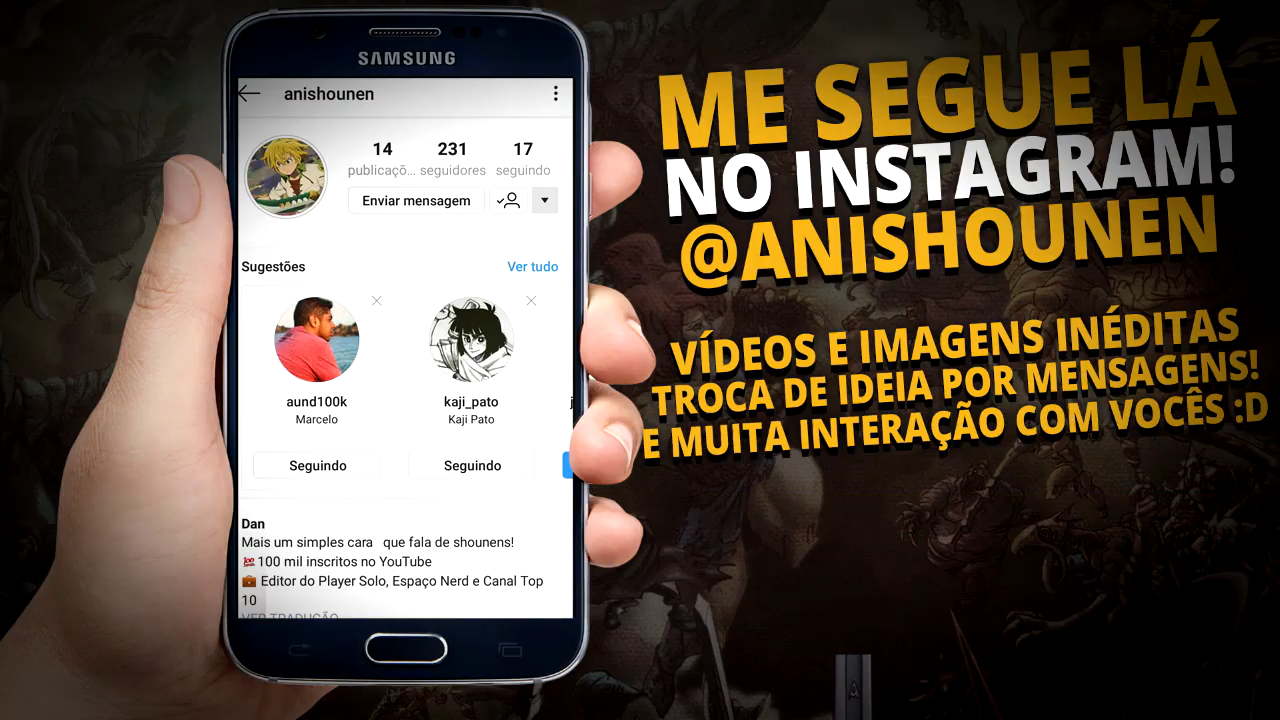 SAMSUNG
anishounen
14 231 17
publicaçõ... seguidores seguindo
Enviar mensagem
Sugestões Ver tudo
aund100k kaji_pato
Marcelo Kaji Pato
Seguindo Seguindo
Dan
Mais um simples cara que fala de shounens!
💯100 mil inscritos no YouTube
💼 Editor do Player Solo, Espaço Nerd e Canal Top
10
VER TRADUÇÃO
ME SEGUE LÁ
NO INSTAGRAM!
@ANISHOUNEN
VÍDEOS E IMAGENS INÉDITAS
TROCA DE IDEIA POR MENSAGENS!
E MUITA INTERAÇÃO COM VOCÊS :D